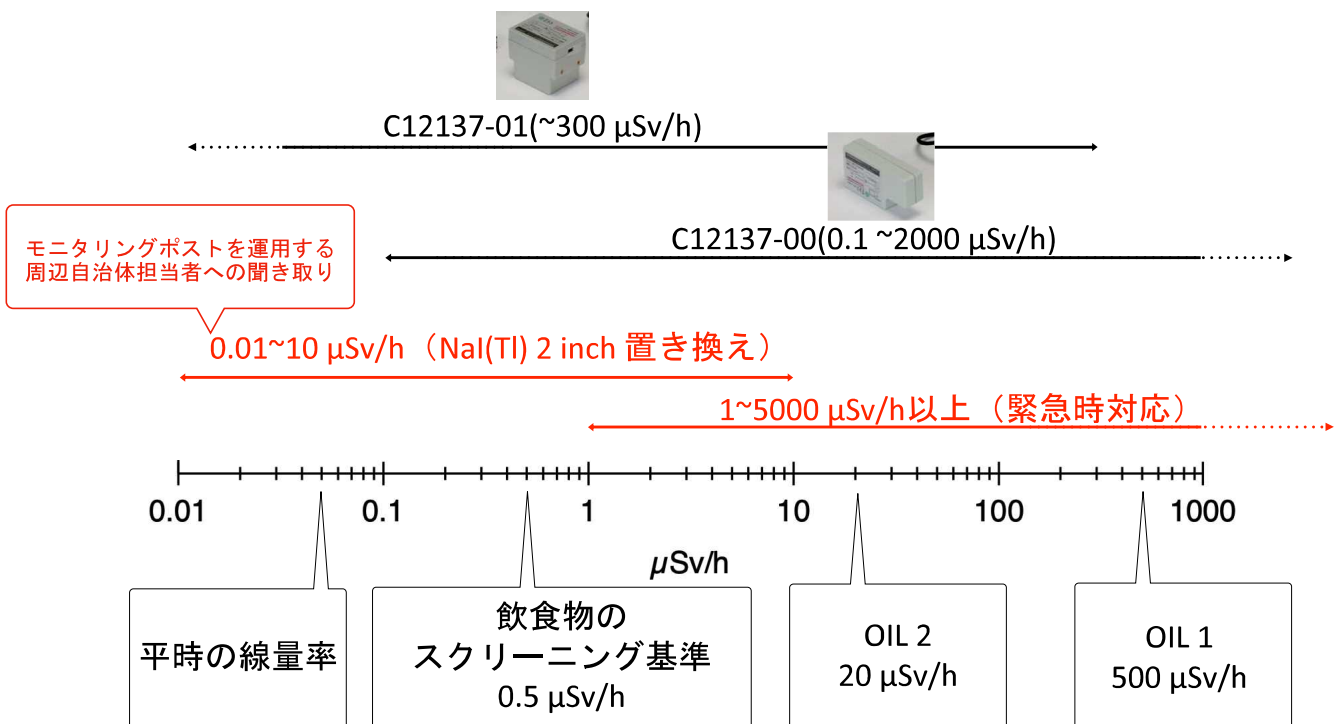 C12137-01(~300 µSv/h)
C12137-00(0.1 ~2000 µSv/h)
モニタリングポストを運用する
周辺自治体担当者への聞き取り
0.01~10 µSv/h（NaI(Tl) 2 inch 置き換え）
1~5000 µSv/h以上（緊急時対応）
0.01 0.1 1 10 100 1000
µSv/h
平時の線量率
飲食物の
スクリーニング基準
0.5 µSv/h
OIL 2
20 µSv/h
OIL 1
500 µSv/h